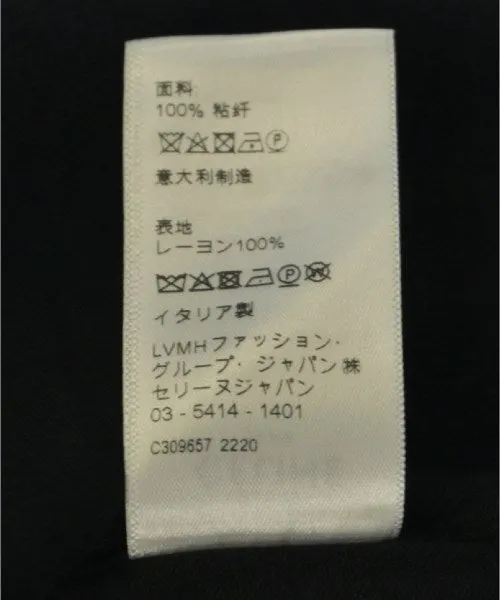 面料:
100% 粘纤
P
意大利制造
表地
レーヨン100%
P W
イタリア製
LVMHファッション・
グループ・ジャパン㈱
セリーヌジャパン
03 - 5414 - 1401
C309657 2220